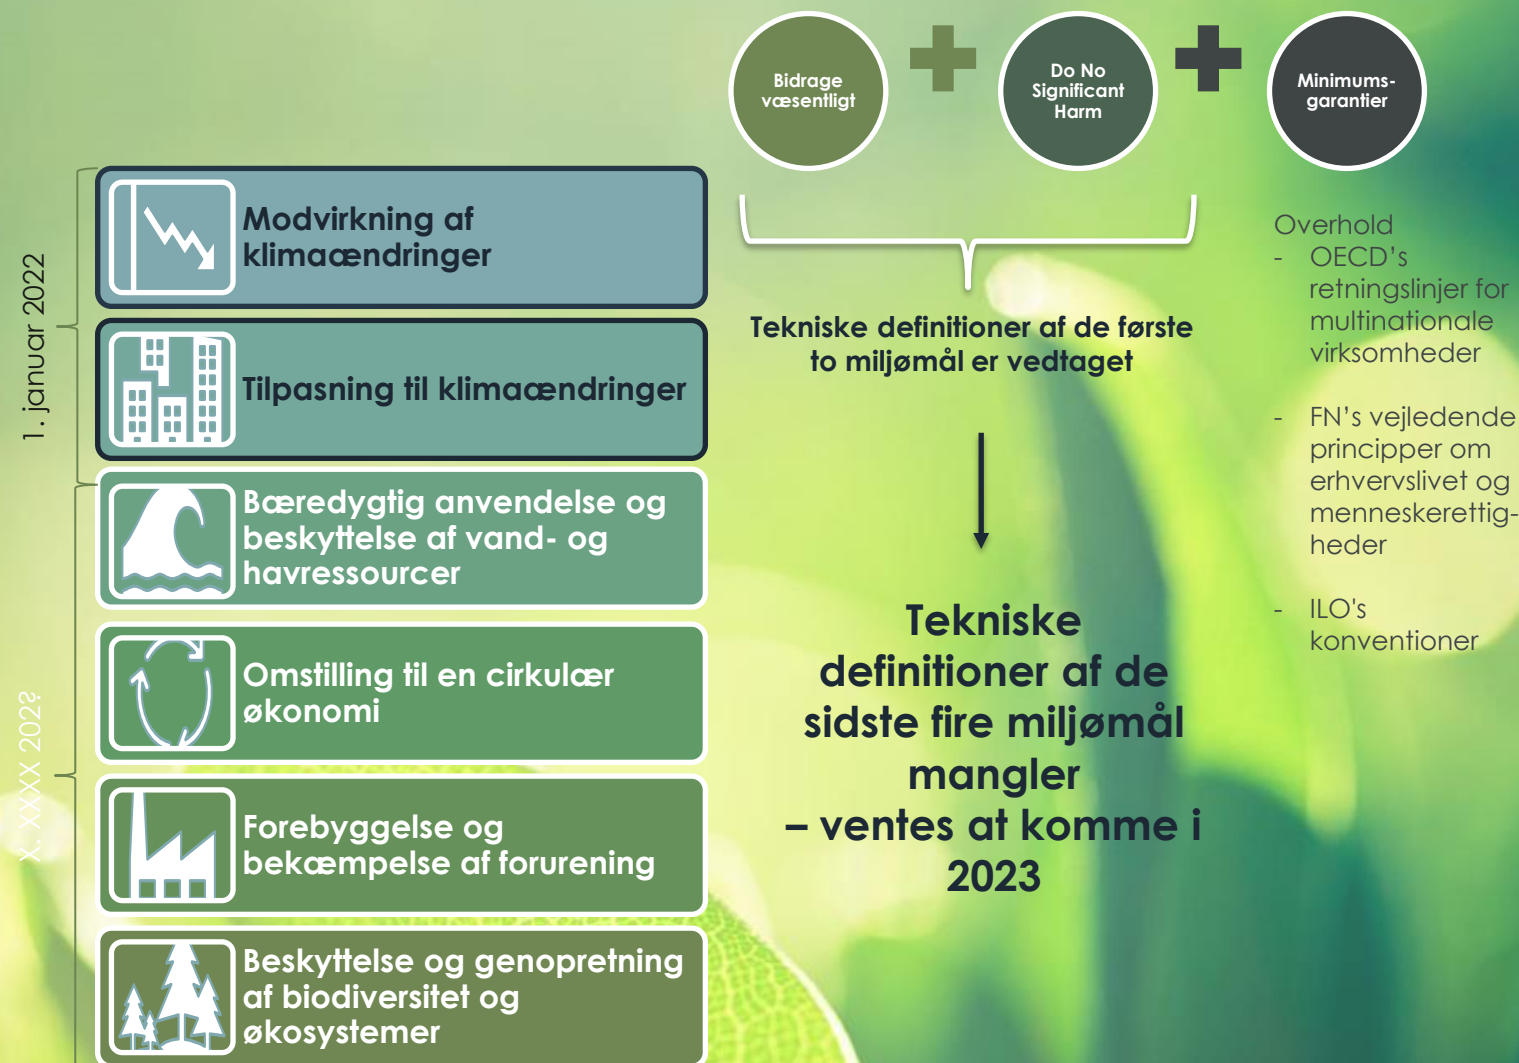 Bidrage
væsentligt
Do No
Significant
Harm
Minimums-
garantier
1. januar 2022
Modvirkning af
klimaændringer
Tilpasning til klimaændringer
X. XXXX 202?
Bæredygtig anvendelse og
beskyttelse af vand- og
havressourcer
Omstilling til en cirkulær
økonomi
Forebyggelse og
bekæmpelse af forurening
Beskyttelse og genopretning
af biodiversitet og
økosystemer
Tekniske definitioner af de første
to miljømål er vedtaget
Tekniske
definitioner af de
sidste fire miljømål
mangler
– ventes at komme i
2023
Overhold
- OECD’s
retningslinjer for
multinationale
virksomheder
- FN’s vejledende
principper om
erhvervslivet og
menneskerettig-
heder
- ILO's
konventioner